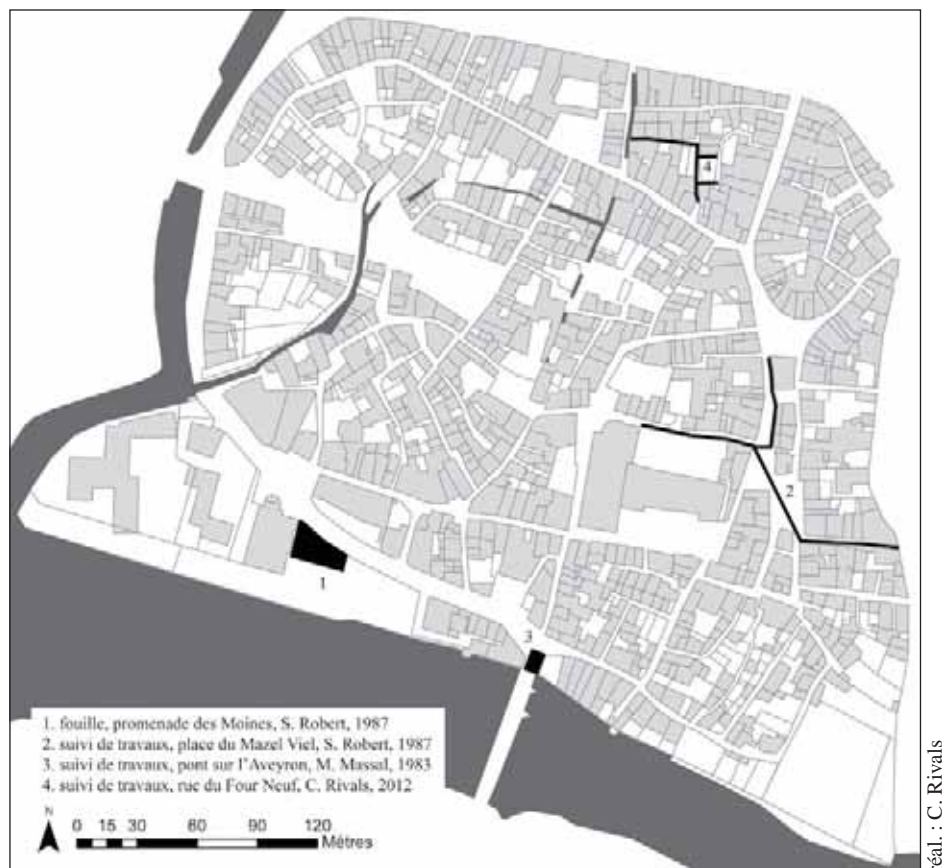 4
2
1
3
1. fouille, promenade des Moines, S. Robert, 1987
2. suivi de travaux, place du Mazel Viel, S. Robert, 1987
3. suivi de travaux, pont sur l'Aveyron, M. Massal, 1983
4. suivi de travaux, rue du Four Neuf, C. Rivals, 2012
N
0 15 30 60 90 120
Mètres
réal. : C. Rivals